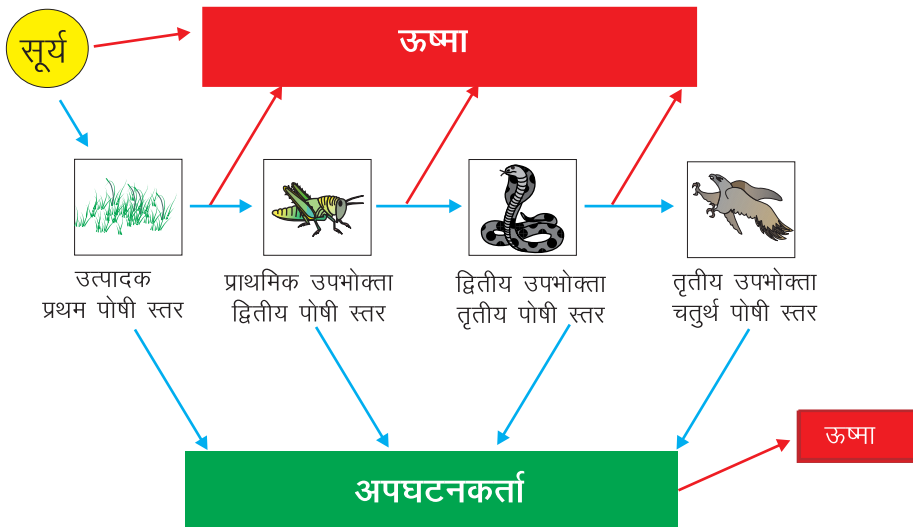 सूर्य
ऊष्मा
उत्पादक
प्रथम पोषी स्तर
प्राथमिक उपभोक्ता
द्वितीय पोषी स्तर
द्वितीय उपभोक्ता
तृतीय पोषी स्तर
तृतीय उपभोक्ता
चतुर्थ पोषी स्तर
ऊष्मा
अपघटनकर्ता